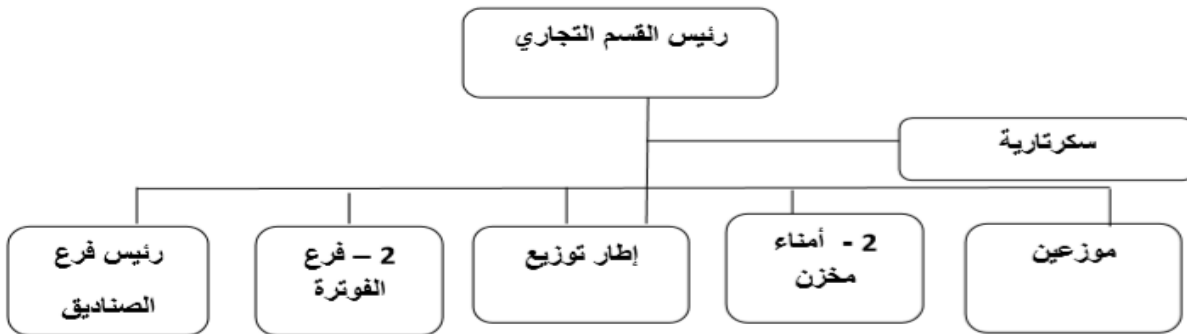 رئيس القسم التجاري
سكرتارية
موزعين
2 - أمناء
مخزن
إطار توزيع
2 – فرع
الفوترة
رئيس فرع
الصناديق